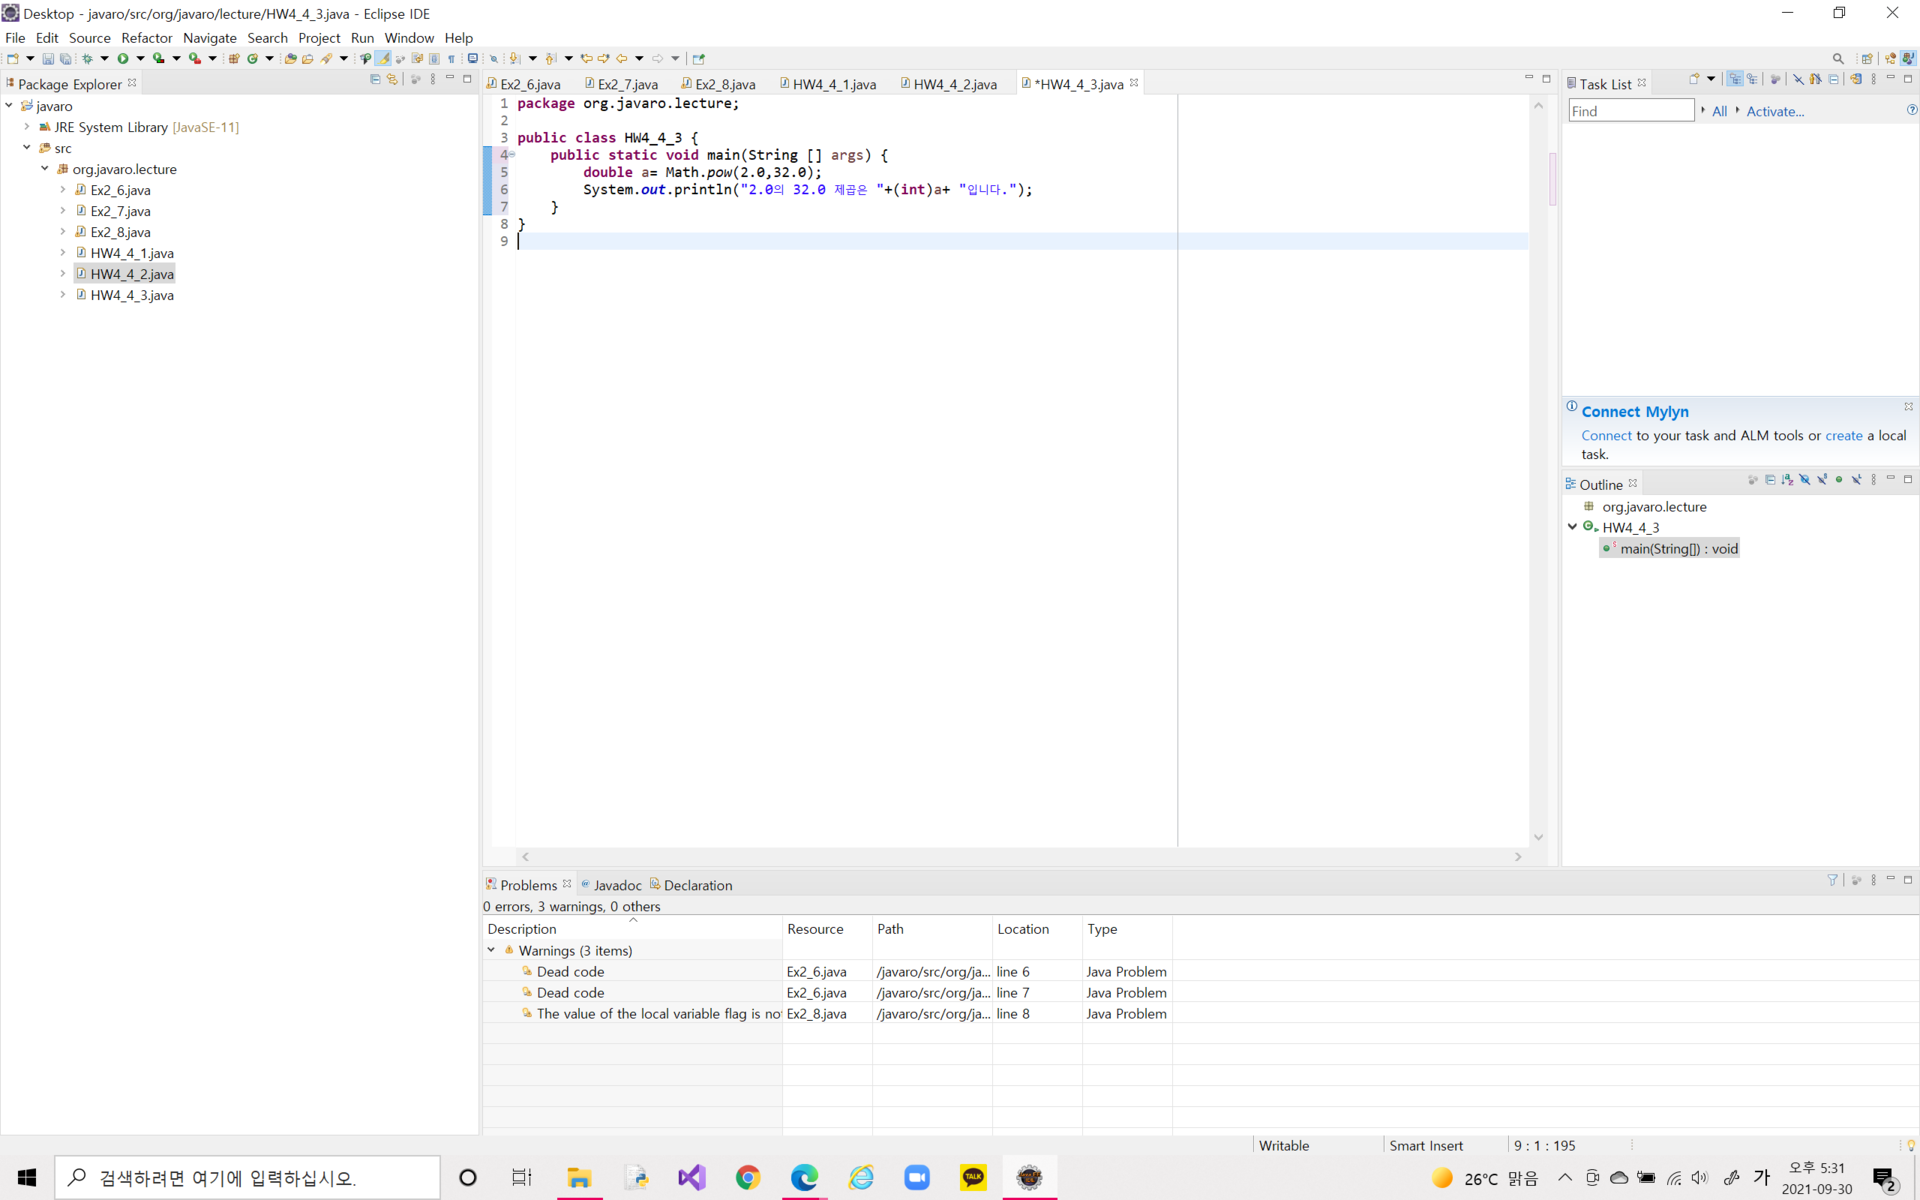 Desktop - javaro/src/org/javaro/lecture/HW4_4_3.java - Eclipse IDE
File Edit Source Refactor Navigate Search Project Run Window Help
Package Explorer
javaro
JRE System Library [JavaSE-11]
src
org.javaro.lecture
Ex2_6.java
Ex2_7.java
Ex2_8.java
HW4_4_1.java
HW4_4_2.java
HW4_4_3.java
Ex2_6.java Ex2_7.java Ex2_8.java HW4_4_1.java HW4_4_2.java *HW4_4_3.java
1 package org.javaro.lecture;
2
3 public class HW4_4_3 {
4 public static void main(String [] args) {
5 double a= Math.pow(2.0,32.0);
6 System.out.println("2.0의 32.0 제곱은 "+(int)a+ "입니다.");
7 }
8 }
9
Task List
Find All Activate...
Connect Mylyn
Connect to your task and ALM tools or create a local
task.
Outline
org.javaro.lecture
HW4_4_3
main(String[]) : void
Problems Javadoc Declaration
0 errors, 3 warnings, 0 others
Description Resource Path Location Type
Warnings (3 items)
Dead code Ex2_6.java /javaro/src/org/ja... line 6 Java Problem
Dead code Ex2_6.java /javaro/src/org/ja... line 7 Java Problem
The value of the local variable flag is no Ex2_8.java /javaro/src/org/ja... line 8 Java Problem
Writable Smart Insert 9 : 1 : 195
검색하려면 여기에 입력하십시오.
TALK
26°C 맑음
가
오후 5:31
2021-09-30
2